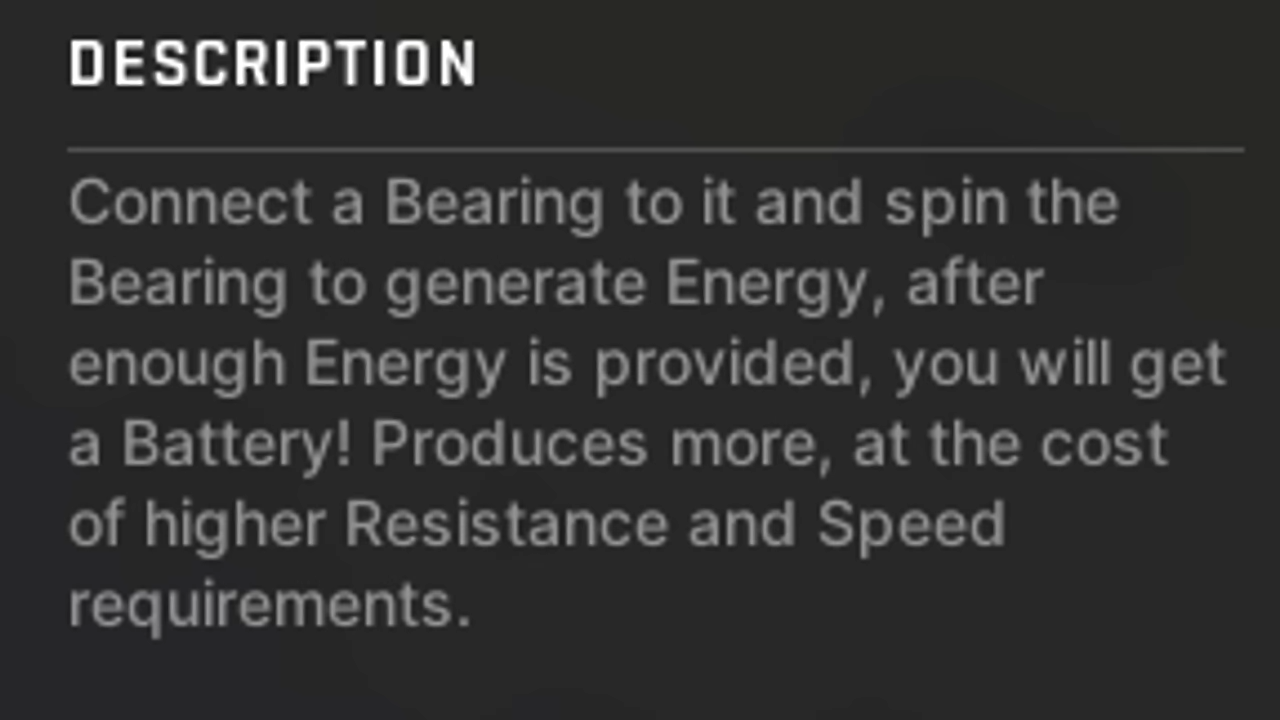 DESCRIPTION
Connect a Bearing to it and spin the
Bearing to generate Energy, after
enough Energy is provided, you will get
a Battery! Produces more, at the cost
of higher Resistance and Speed
requirements.